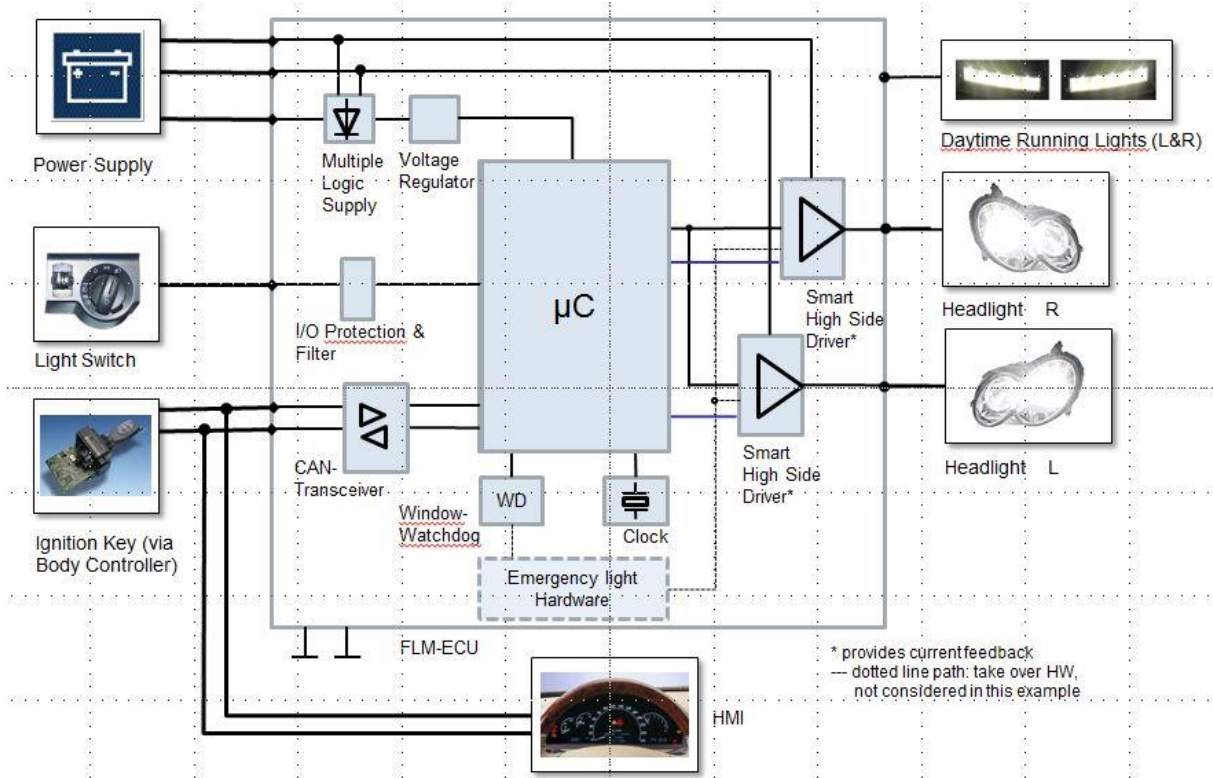 Power Supply
Multiple
Logic
Supply
Voltage
Regulator
Daytime Running Lights (L&R)
Light Switch
I/O Protection &
Filter
µC
Smart
High Side
Driver*
Headlight R
Ignition Key (via
Body Controller)
CAN-
Transceiver
Window-
Watchdog
WD
Clock
Smart
High Side
Driver*
Headlight L
Emergency light
Hardware
FLM-ECU
* provides current feedback
--- dotted line path: take over HW,
not considered in this example
HMI